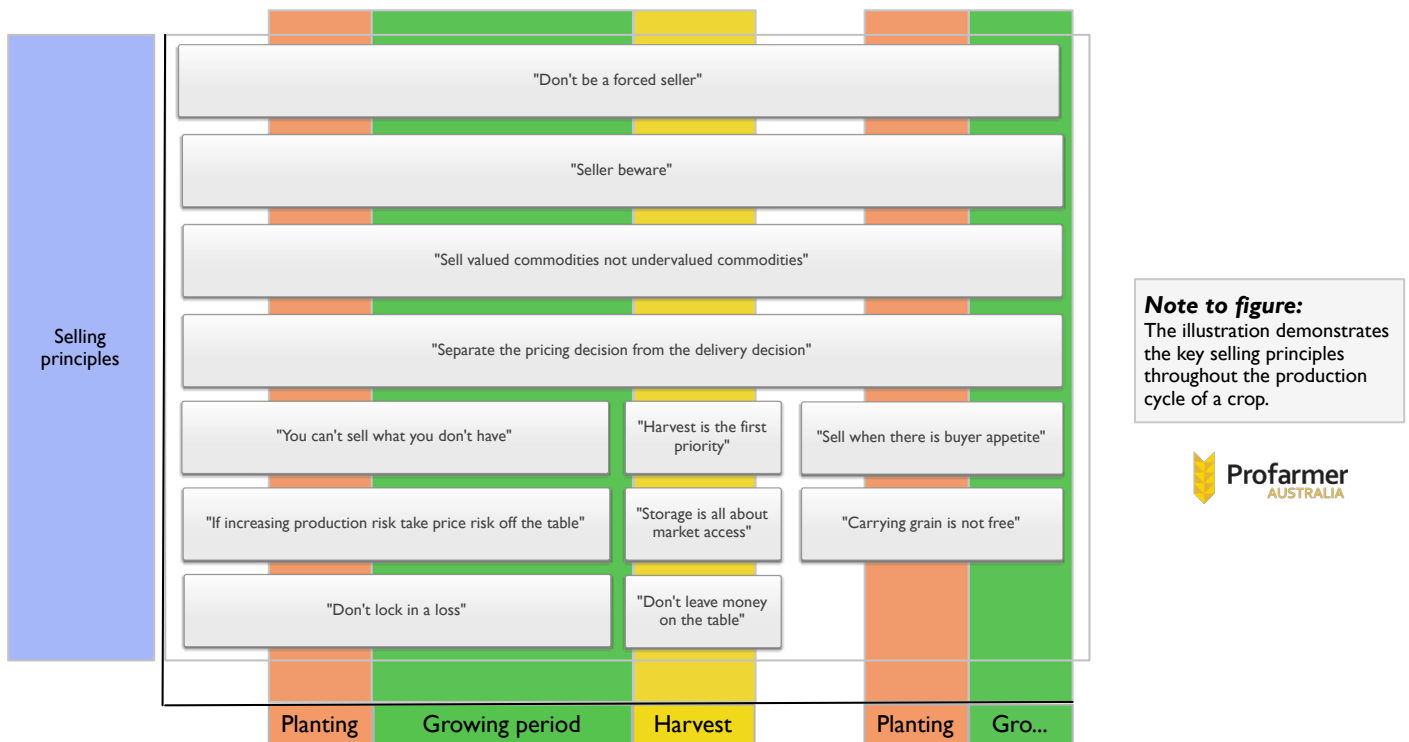 "Don't be a forced seller"
"Seller beware"
"Sell valued commodities not undervalued commodities"
"Separate the pricing decision from the delivery decision"
Selling
principles
"You can't sell what you don't have"
"Harvest is the first
priority"
"Sell when there is buyer appetite"
"If increasing production risk take price risk off the table"
"Storage is all about
market access"
"Carrying grain is not free"
"Don't lock in a loss"
"Don't leave money
on the table"
Planting
Growing period
Harvest
Planting
Gro...
Note to figure:
The illustration demonstrates
the key selling principles
throughout the production
cycle of a crop.
Profarmer
AUSTRALIA